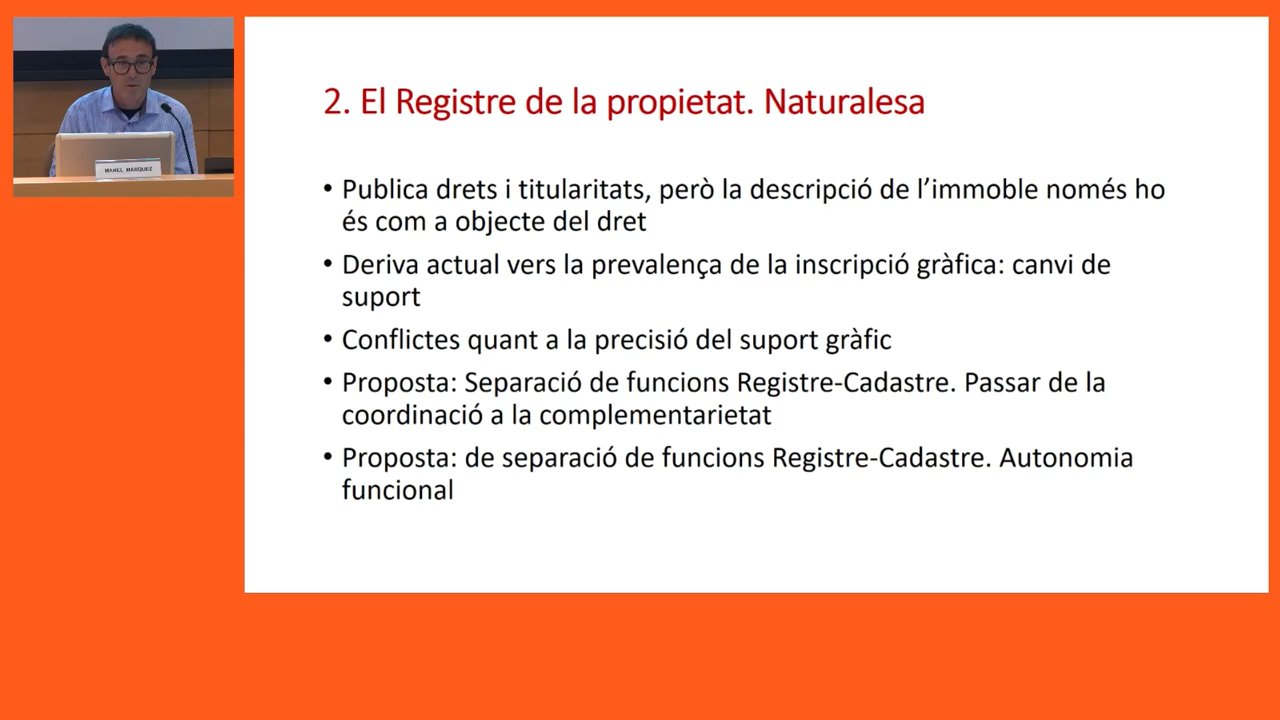 MANEL MÁRQUEZ
2. El Registre de la propietat. Naturalesa
• Publica drets i titularitats, però la descripció de l’immoble només ho
és com a objecte del dret
• Deriva actual vers la prevalença de la inscripció gràfica: canvi de
suport
• Conflictes quant a la precisió del suport gràfic
• Proposta: Separació de funcions Registre-Cadastre. Passar de la
coordinació a la complementarietat
• Proposta: de separació de funcions Registre-Cadastre. Autonomia
funcional